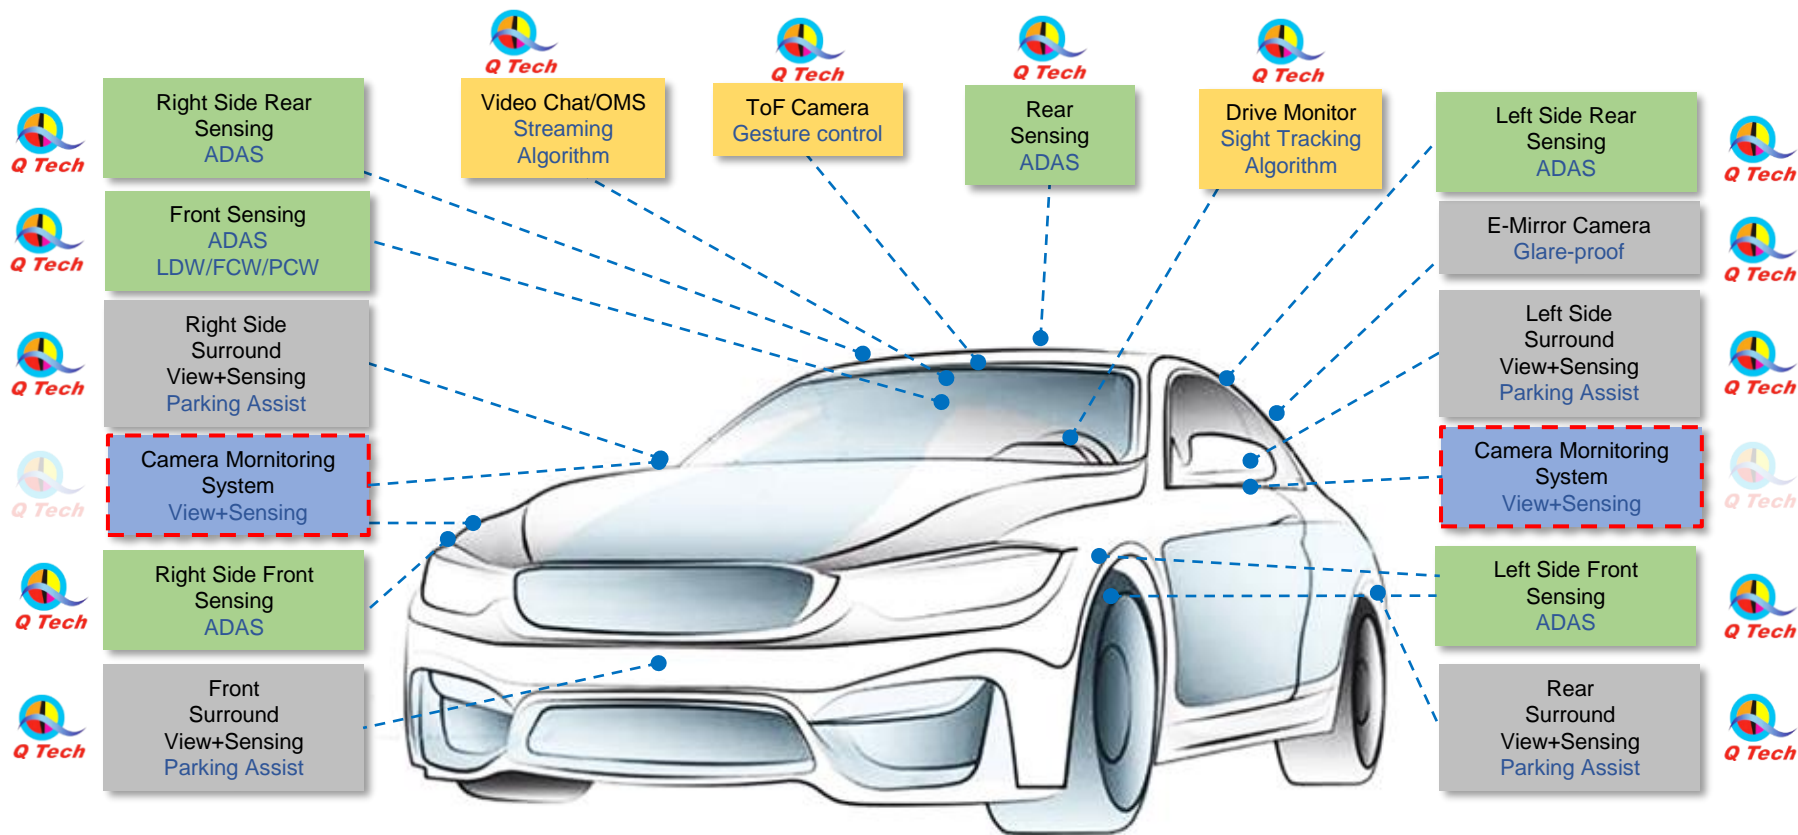 Q Tech
Q Tech
Q Tech
Q Tech
Video Chat/OMS
Streaming
Algorithm
ToF Camera
Gesture control
Rear
Sensing
ADAS
Drive Monitor
Sight Tracking
Algorithm
Q Tech
Right Side Rear
Sensing
ADAS
Q Tech
Front Sensing
ADAS
LDW/FCW/PCW
Q Tech
Right Side
Surround
View+Sensing
Parking Assist
Q Tech
Camera Mornitoring
System
View+Sensing
Q Tech
Right Side Front
Sensing
ADAS
Q Tech
Front
Surround
View+Sensing
Parking Assist
Left Side Rear
Sensing
ADAS
Q Tech
E-Mirror Camera
Glare-proof
Q Tech
Left Side
Surround
View+Sensing
Parking Assist
Q Tech
Camera Mornitoring
System
View+Sensing
Q Tech
Left Side Front
Sensing
ADAS
Q Tech
Rear
Surround
View+Sensing
Parking Assist
Q Tech